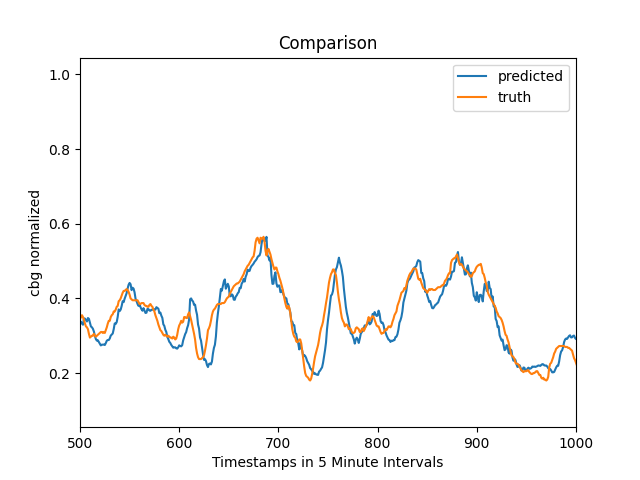 Comparison
predicted
truth
1.0
0.8
0.6
0.4
0.2
cbg normalized
500 600 700 800 900 1000
Timestamps in 5 Minute Intervals